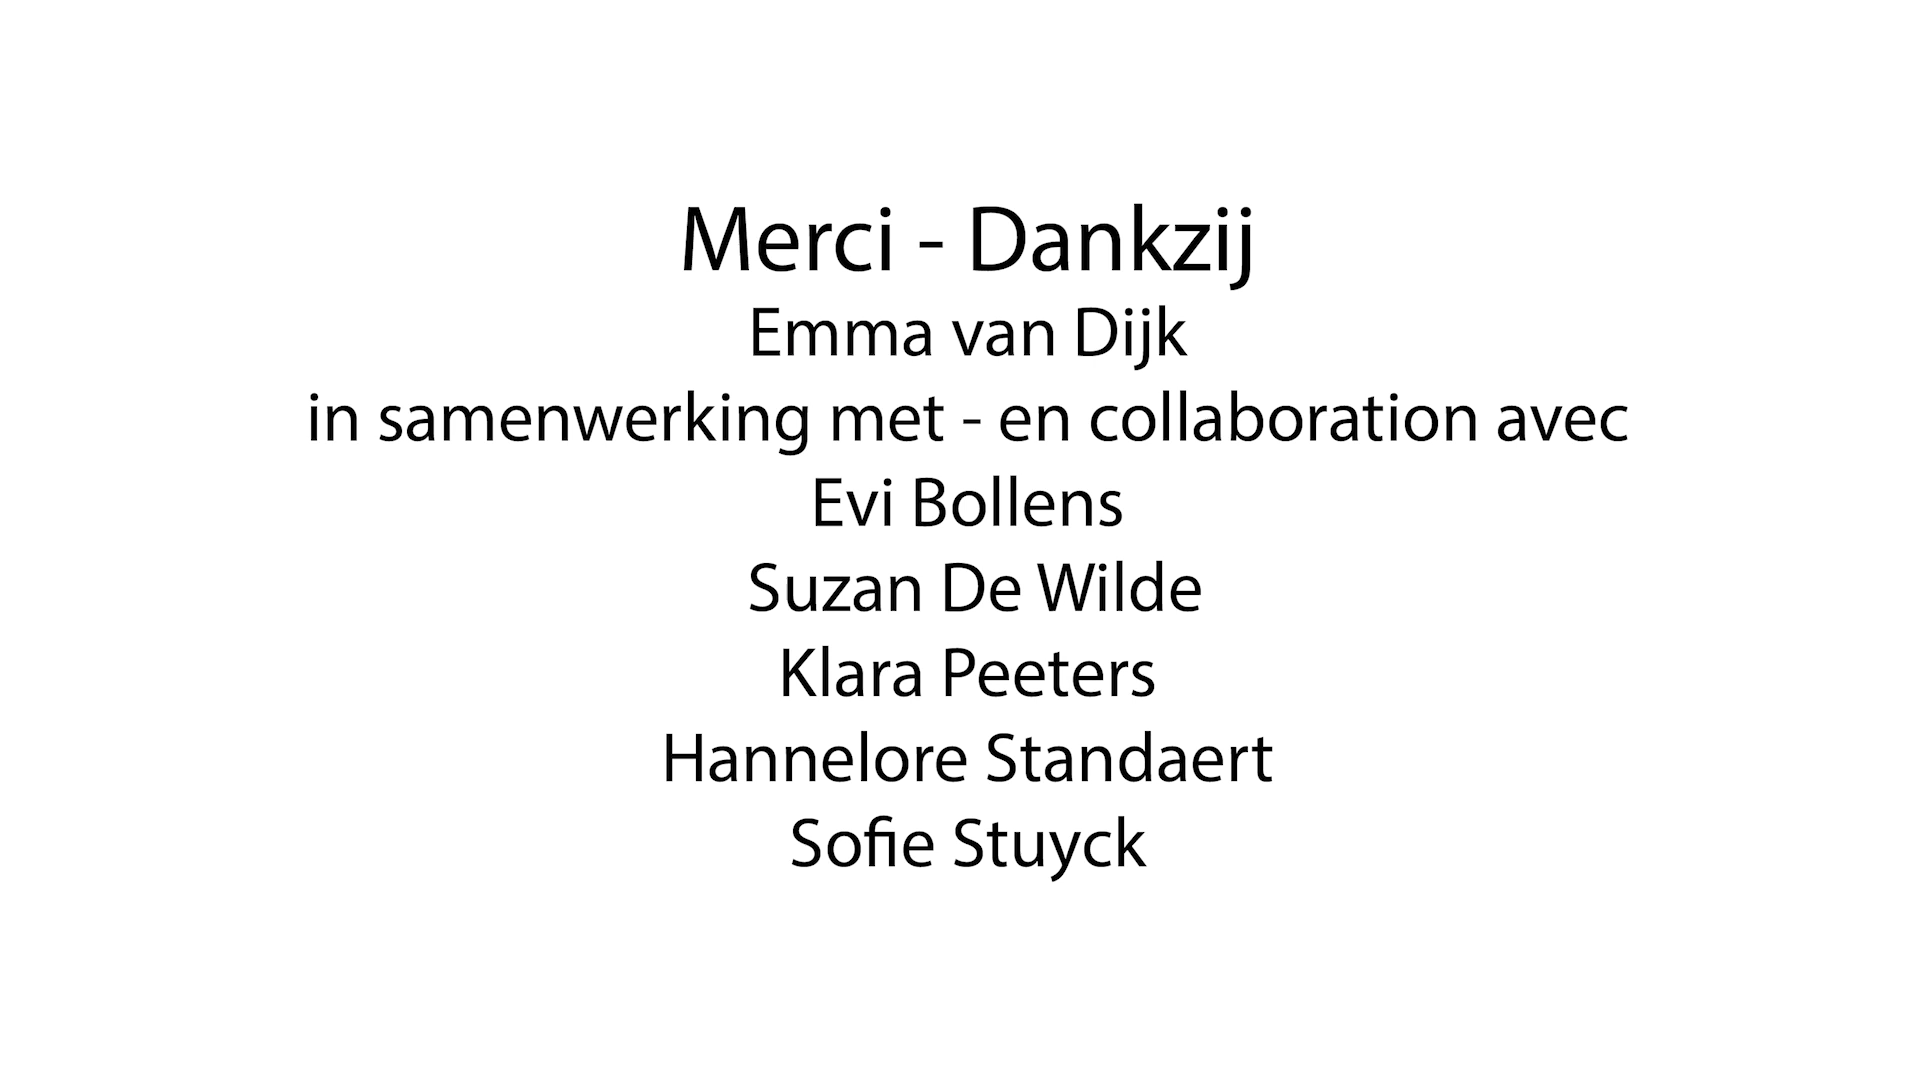 Merci - Dankzij
Emma van Dijk
in samenwerking met - en collaboration avec
Evi Bollens
Suzan De Wilde
Klara Peeters
Hannelore Standaert
Sofie Stuyck